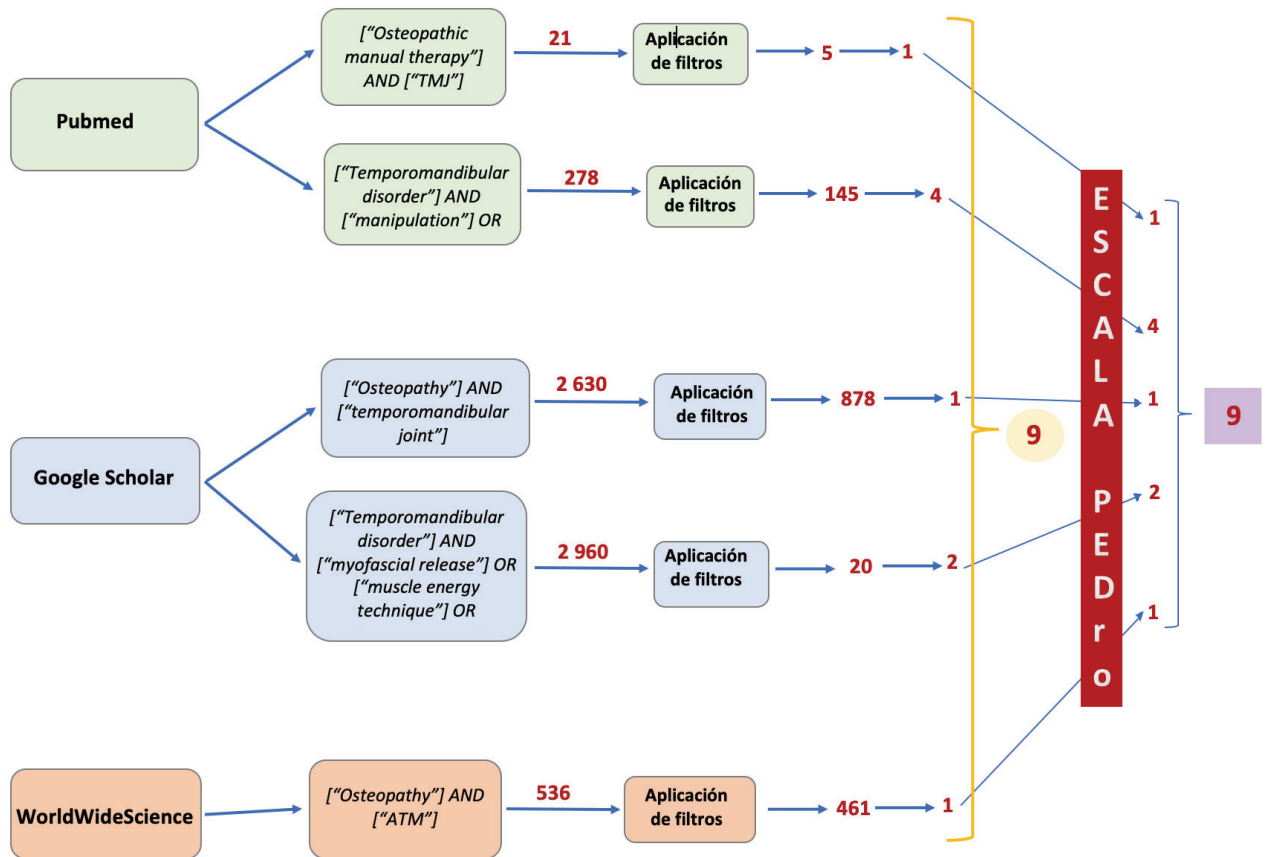 Pubmed
[“Osteopathic
manual therapy”]
AND [“TMJ”]
21
Aplicación
de filtros
5
1
[“Temporomandibular
disorder”] AND
[“manipulation”] OR
278
Aplicación
de filtros
145
4
Google Scholar
[“Osteopathy”] AND
[“temporomandibular
joint”]
2 630
Aplicación
de filtros
878
1
[“Temporomandibular
disorder”] AND
[“myofascial release”] OR
[“muscle energy
technique”] OR
2 960
Aplicación
de filtros
20
2
WorldWideScience
[“Osteopathy”] AND
[“ATM”]
536
Aplicación
de filtros
461
1
9
ESCALA PEDro
1
4
1
2
1
9